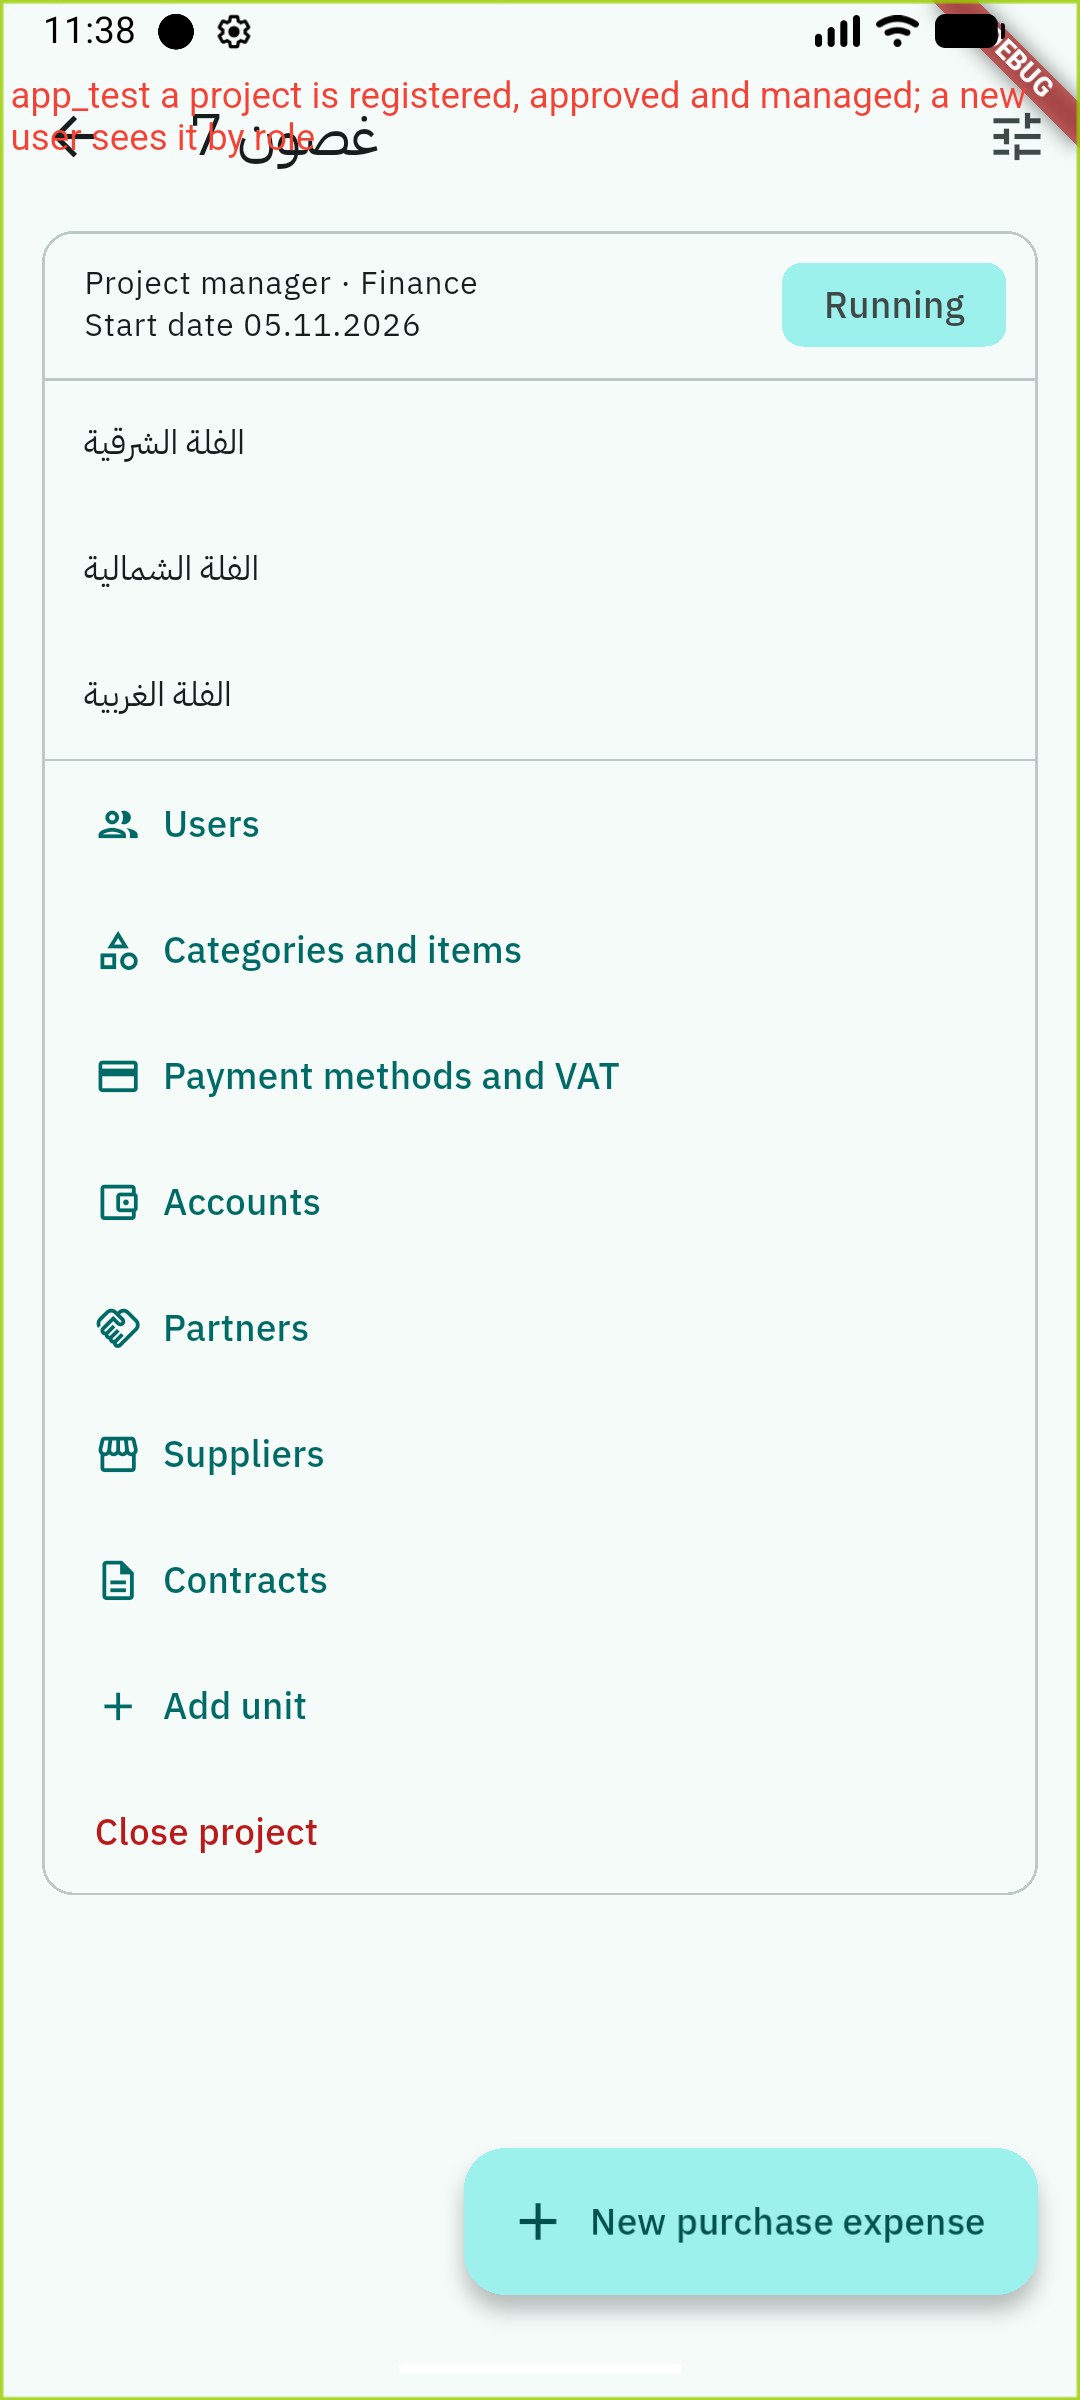 11:38
DEBUG
app_test a project is registered, approved and managed; a new
user sees it by role
غصون 7
Project manager · Finance
Start date 05.11.2026
Running
الفلة الشرقية
الفلة الشمالية
الفلة الغربية
Users
Categories and items
Payment methods and VAT
Accounts
Partners
Suppliers
Contracts
Add unit
Close project
New purchase expense